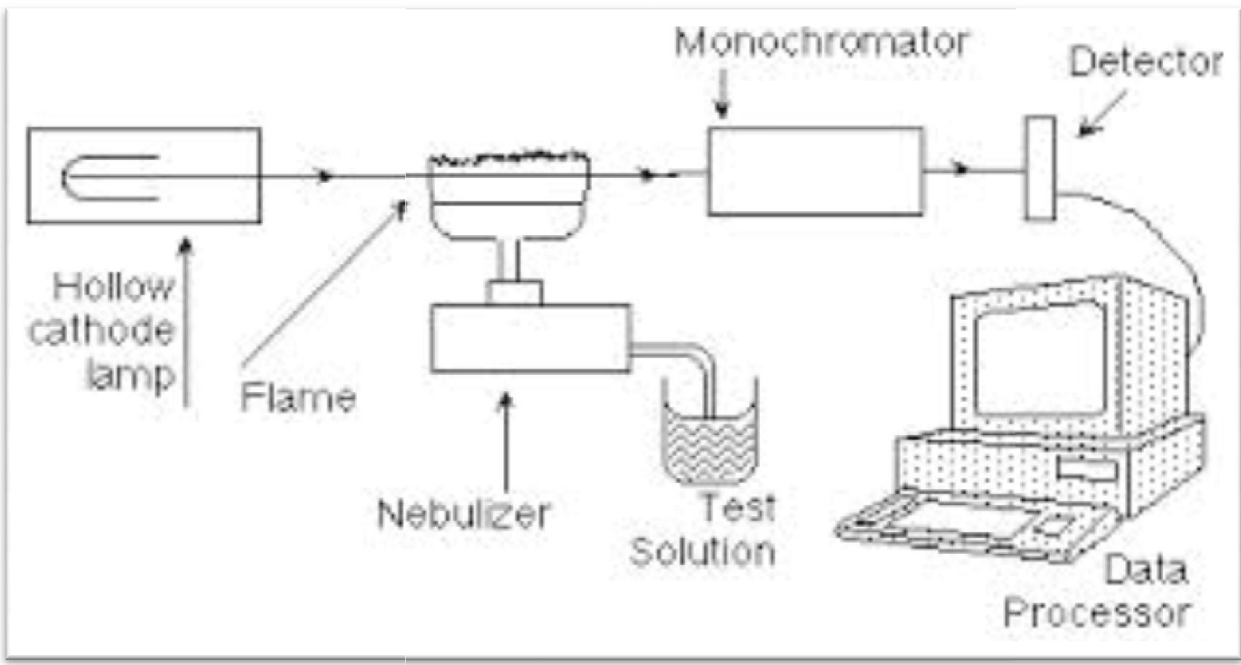 Monochromator
Detector
Hollow
cathode
lamp
Flame
Nebulizer
Test
Solution
Data
Processor